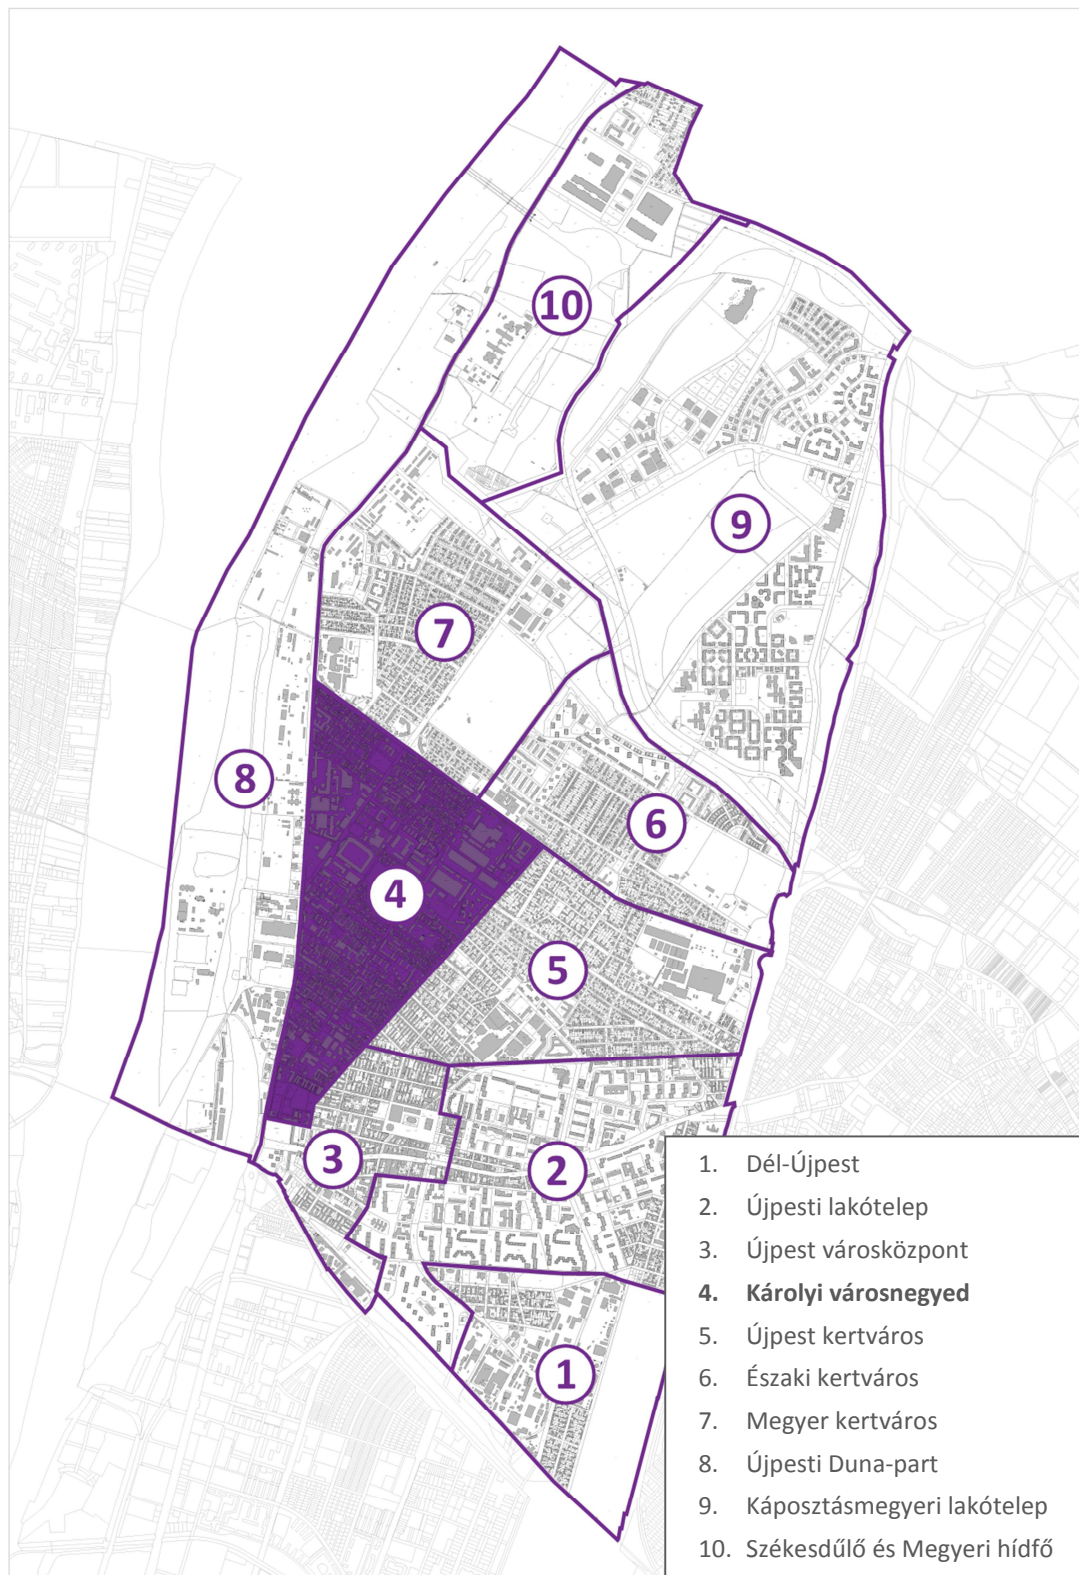 10
9
7
8
6
4
5
3
2
1
1. Dél-Újpest
2. Újpesti lakótelep
3. Újpest városközpont
4. Károlyi városnegyed
5. Újpest kertváros
6. Északi kertváros
7. Megyer kertváros
8. Újpesti Duna-part
9. Káposztásmegyeri lakótelep
10. Székesdűlő és Megyeri hídfő